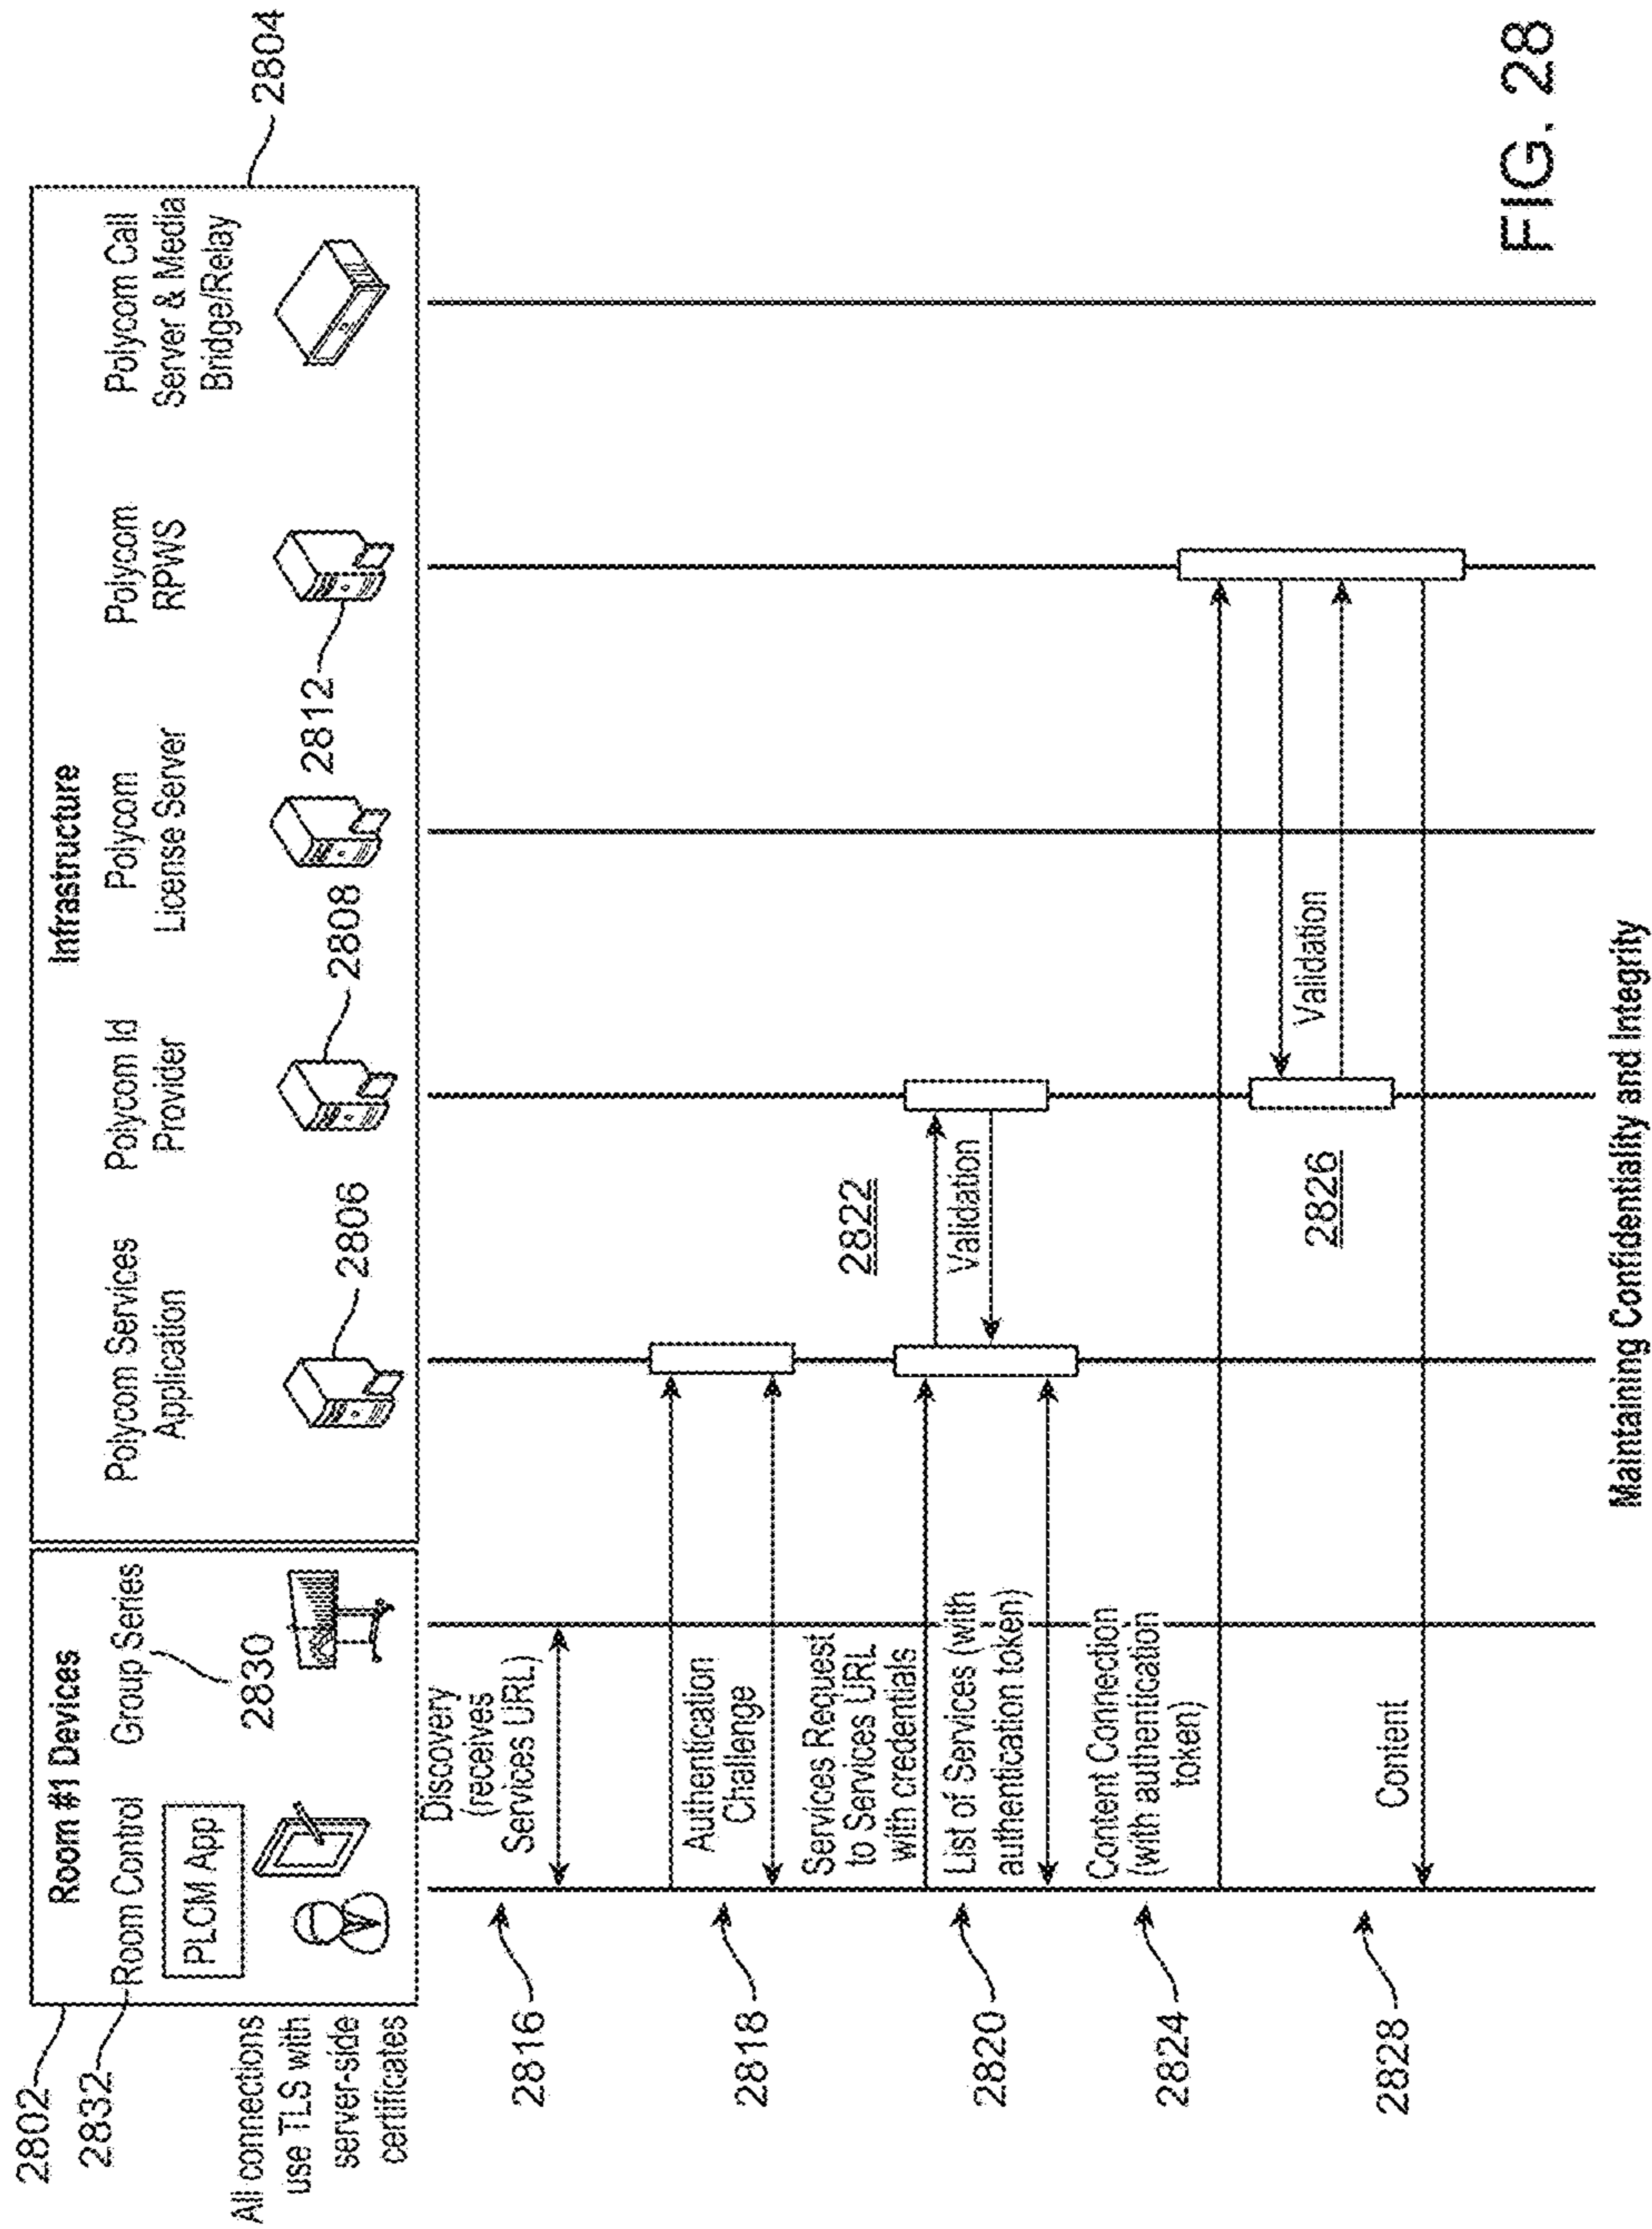 2802
2832
Room #1 Devices
Room Control
Group Series
PLCM App
2830
All connections
use TLS with
server-side
certificates
Infrastructure
2804
Polycom Services
Application
2806
Polycom Id
Provider
2808
Polycom
License Server
Polycom
RPWS
2812
Polycom Call
Server & Media
Bridge/Relay
2816
Discovery
(receives
Services URL)
2818
Authentication
Challenge
Services Request
to Services URL
with credentials
2820
List of Services (with
authentication token)
2822
Validation
2824
Content Connection
(with authentication
token)
2826
Validation
2828
Content
Maintaining Confidentiality and Integrity
FIG. 28